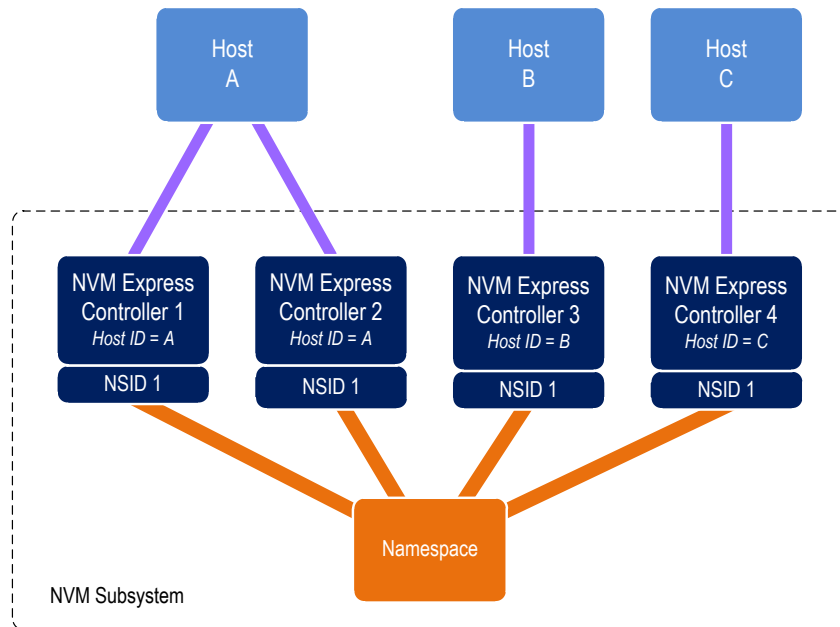 Host
A
Host
B
Host
C
NVM Express
Controller 1
Host ID = A
NVM Express
Controller 2
Host ID = A
NVM Express
Controller 3
Host ID = B
NVM Express
Controller 4
Host ID = C
NSID 1
NSID 1
NSID 1
NSID 1
Namespace
NVM Subsystem